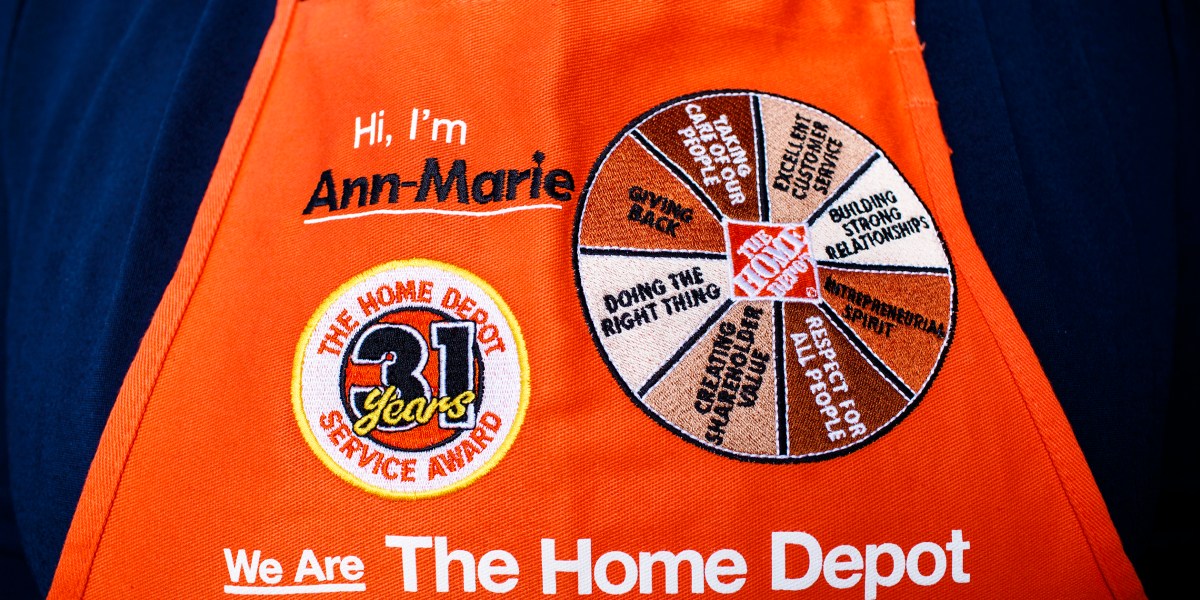 Hi, I'm
Ann-Marie
THE HOME DEPOT
31
Years
SERVICE AWARD
TAKING
CARE OF OUR
PEOPLE
EXCELLENT
CUSTOMER
SERVICE
BUILDING
STRONG
RELATIONSHIPS
ENTREPRENEURIAL
SPIRIT
RESPECT FOR
ALL PEOPLE
CREATING
SHAREHOLDER
VALUE
DOING THE
RIGHT THING
GIVING
BACK
THE
HOME
DEPOT
®
We Are The Home Depot